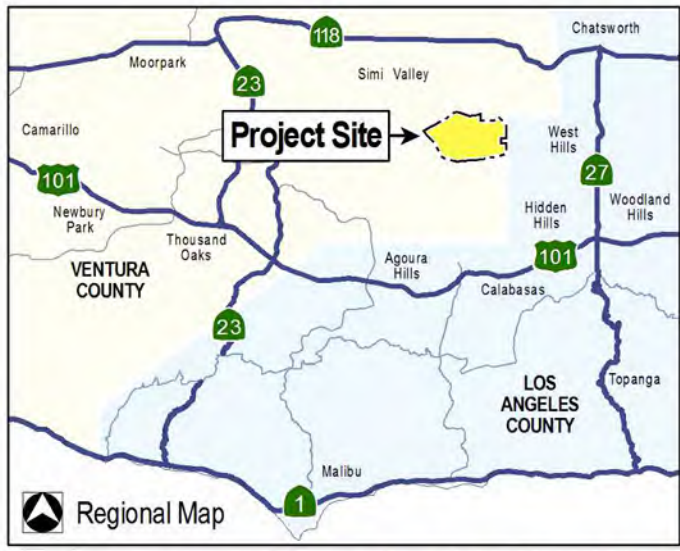 118
Chatsworth
Moorpark
Simi Valley
23
Camarillo
Project Site
West
Hills
27
101
Newbury
Park
Hidden
Hills
Woodland
Hills
Thousand
Oaks
Agoura
Hills
101
VENTURA
COUNTY
Calabasas
23
LOS
ANGELES
COUNTY
Topanga
Malibu
1
Regional Map